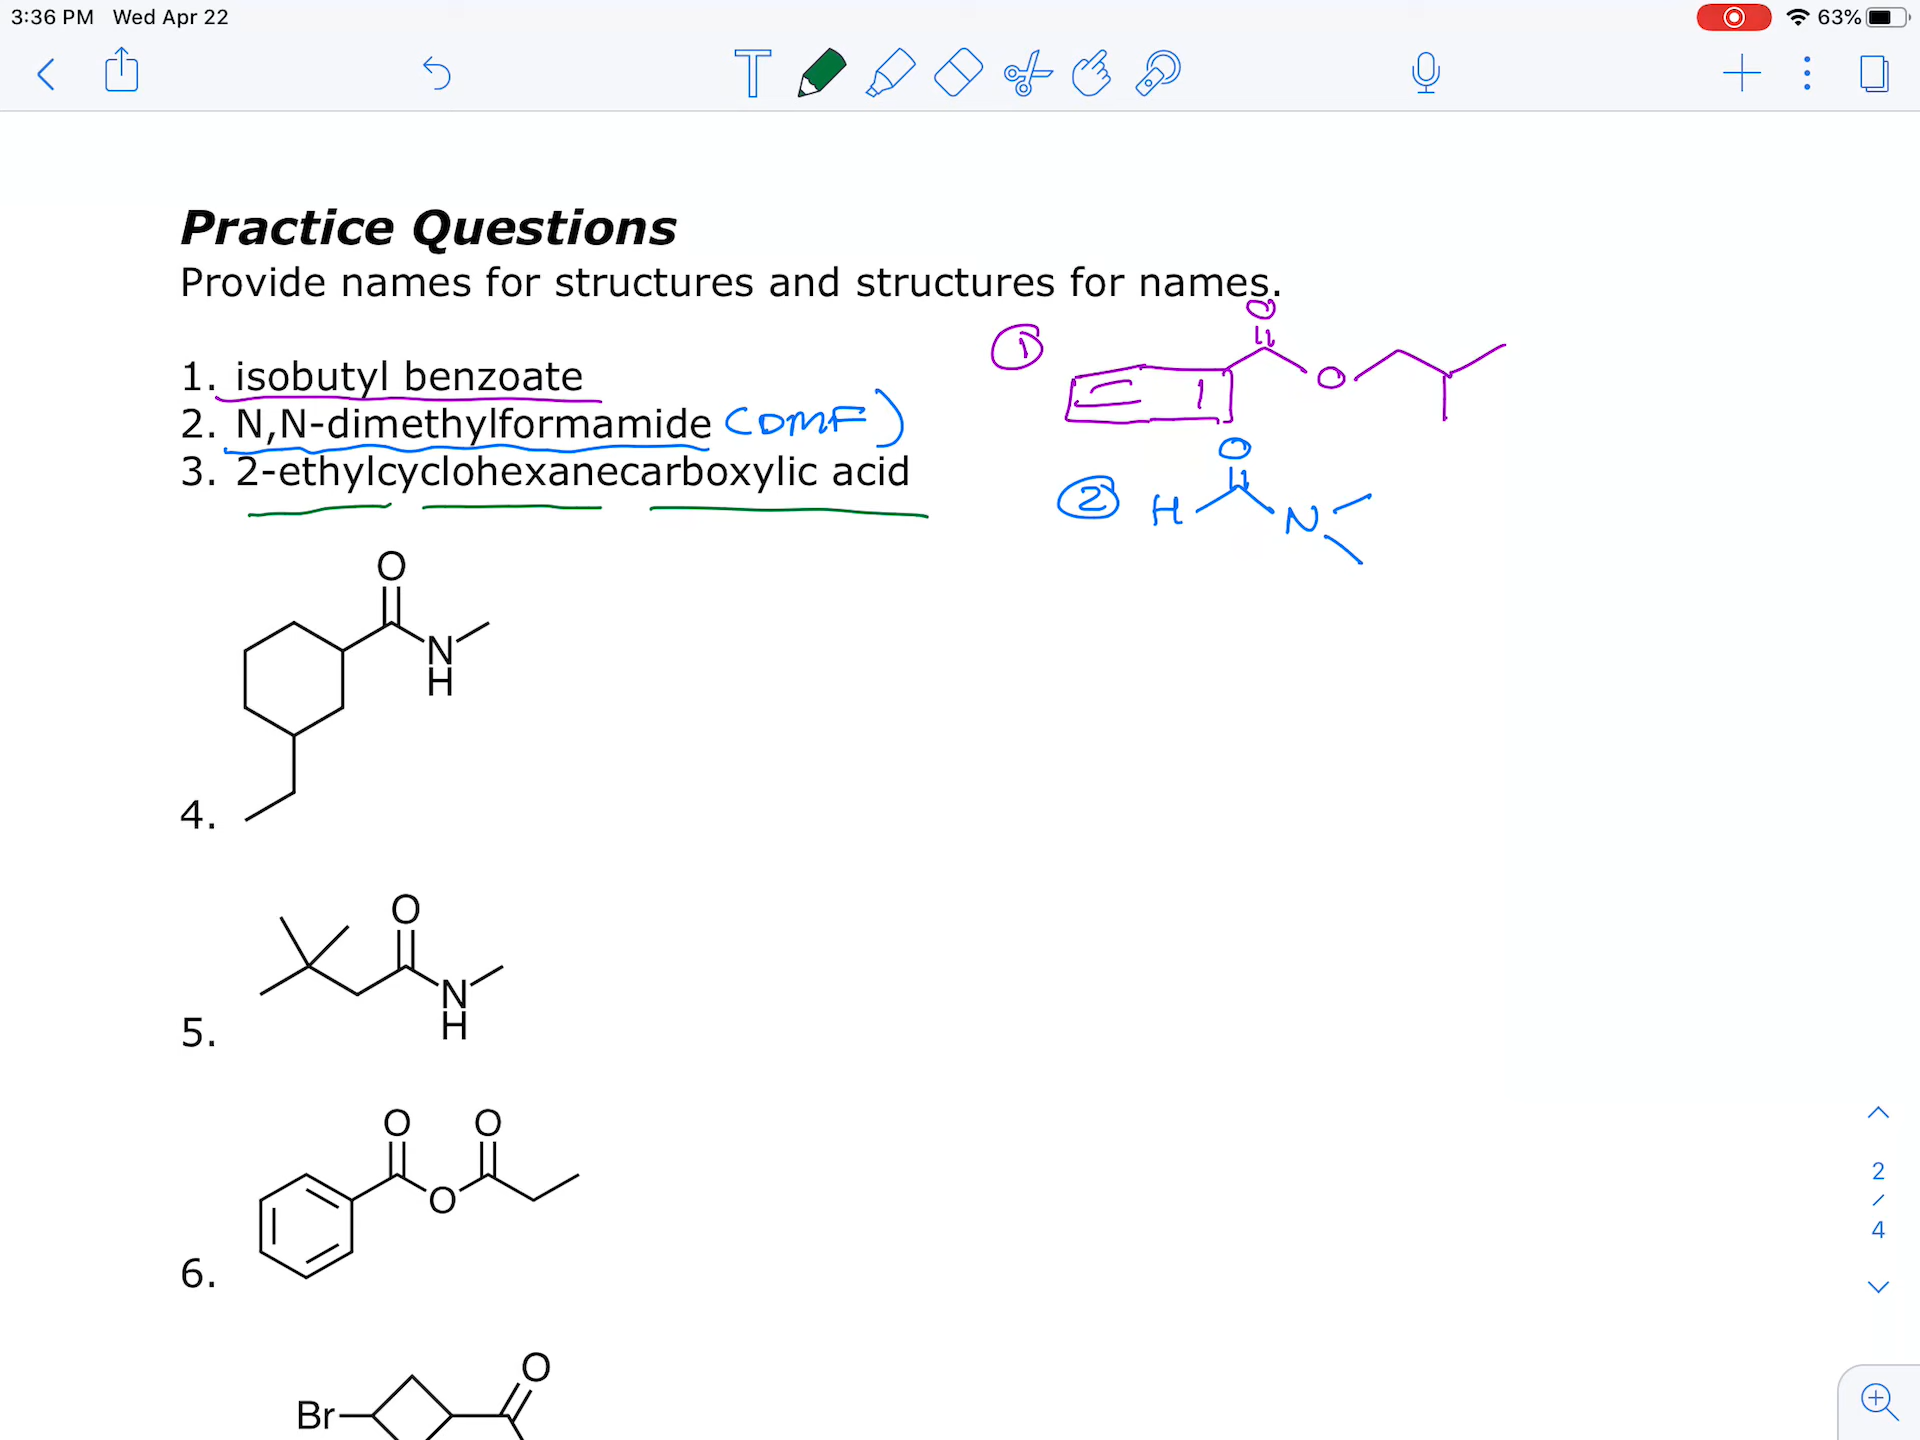 3:36 PM Wed Apr 22
63%
T
Practice Questions
Provide names for structures and structures for names.
1. isobutyl benzoate
2. N,N-dimethylformamide (DMF)
3. 2-ethylcyclohexanecarboxylic acid
① O
O
② O
H N
O
N
H
4.
O
N
H
5.
O O
O
6.
O
Br
2
/
4